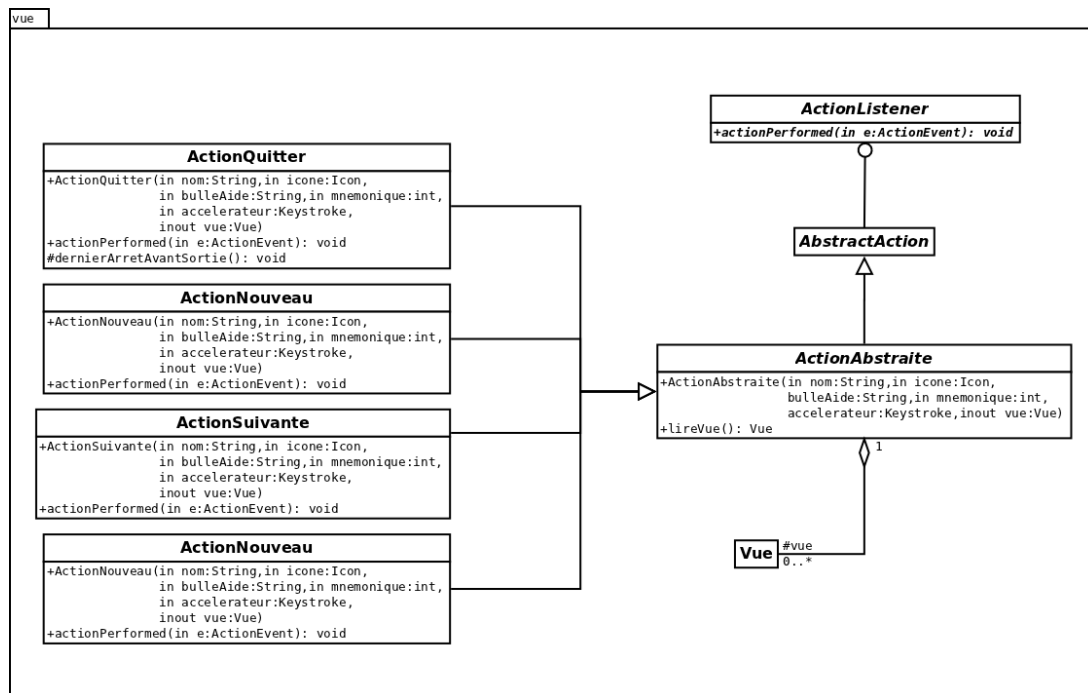 vue
ActionListener
+actionPerformed(in e:ActionEvent): void
ActionQuitter
+ActionQuitter(in nom:String,in icone:Icon,
in bulleAide:String,in mnemonique:int,
in accelerateur:Keystroke,
inout vue:Vue)
+actionPerformed(in e:ActionEvent): void
#dernierArretAvantSortie(): void
AbstractAction
ActionNouveau
+ActionNouveau(in nom:String,in icone:Icon,
in bulleAide:String,in mnemonique:int,
in accelerateur:Keystroke,
inout vue:Vue)
+actionPerformed(in e:ActionEvent): void
ActionAbstraite
+ActionAbstraite(in nom:String,in icone:Icon,
bulleAide:String,in mnemonique:int,
accelerateur:Keystroke,inout vue:Vue)
+lireVue(): Vue
1
ActionSuivante
+ActionSuivante(in nom:String,in icone:Icon,
in bulleAide:String,in mnemonique:int,
in accelerateur:Keystroke,
inout vue:Vue)
+actionPerformed(in e:ActionEvent): void
ActionNouveau
+ActionNouveau(in nom:String,in icone:Icon,
in bulleAide:String,in mnemonique:int,
in accelerateur:Keystroke,
inout vue:Vue)
+actionPerformed(in e:ActionEvent): void
Vue
#vue
0..*